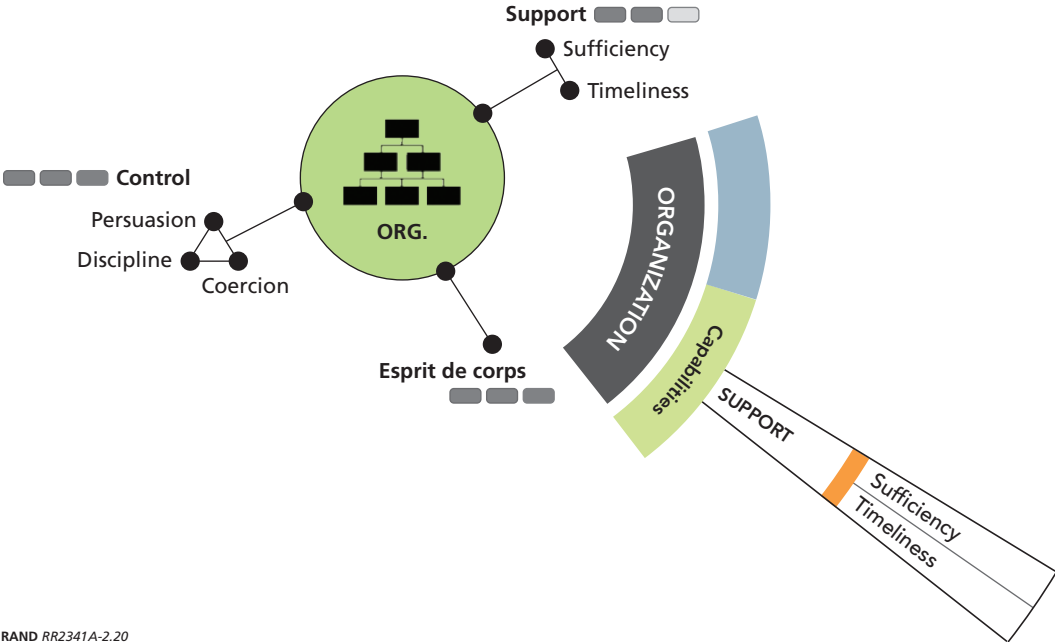 Support
Sufficiency
Timeliness
Control
Persuasion
Discipline
Coercion
ORG.
Esprit de corps
ORGANIZATION
Capabilities
SUPPORT
Sufficiency
Timeliness
RAND RR2341A-2.20